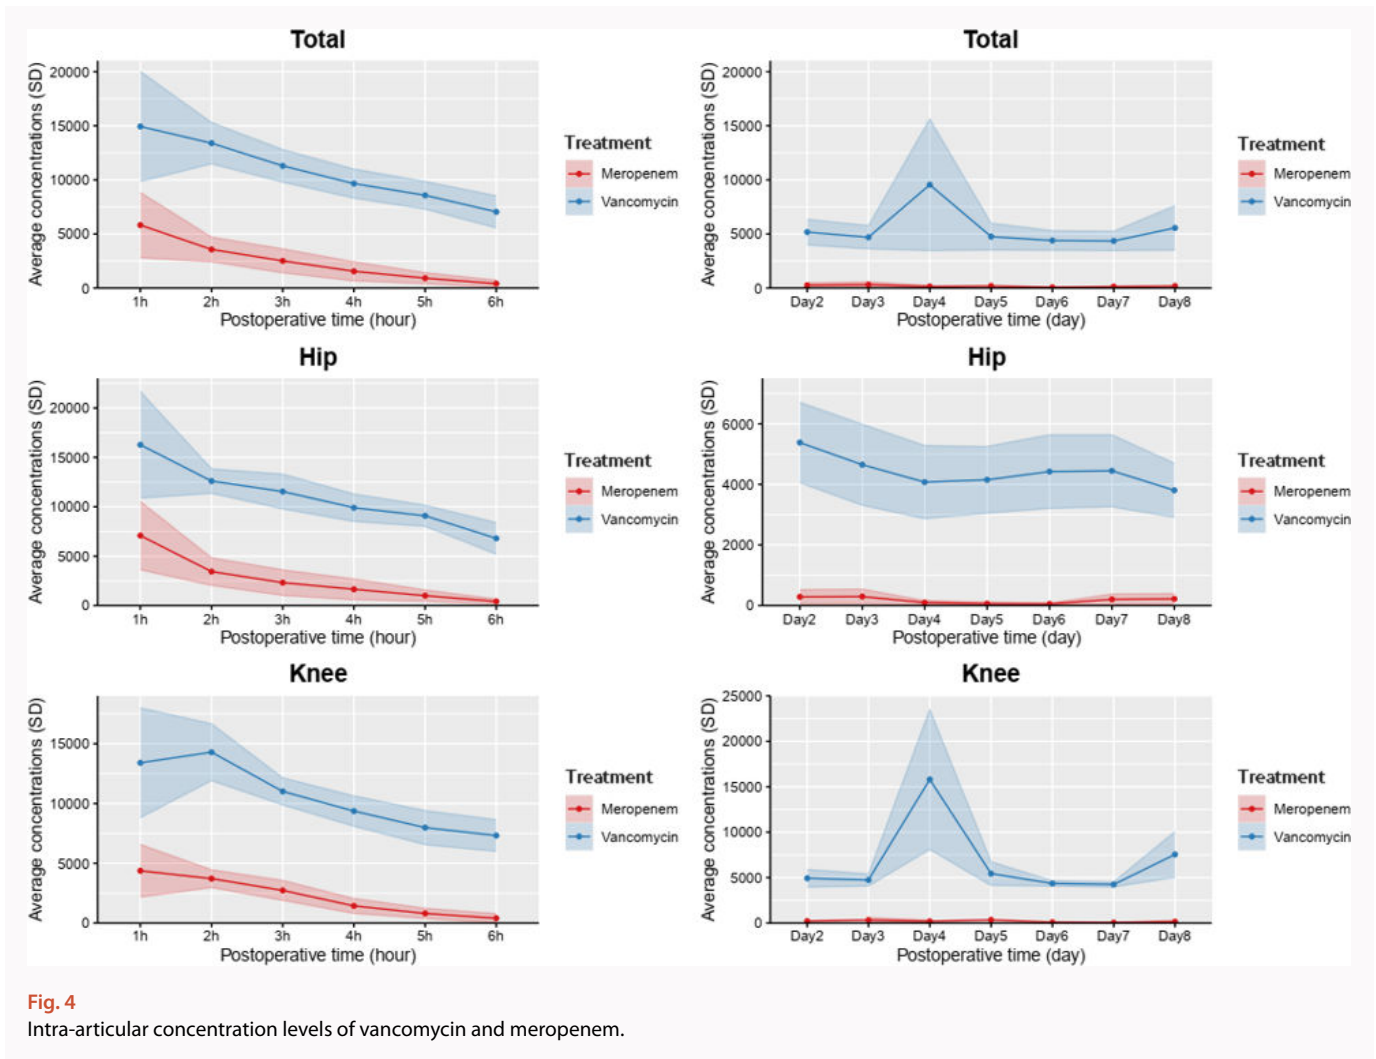 Total
Average concentrations (SD)
20000
15000
10000
5000
0
1h 2h 3h 4h 5h 6h
Postoperative time (hour)
Treatment
Meropenem
Vancomycin
Total
Average concentrations (SD)
20000
15000
10000
5000
0
Day2 Day3 Day4 Day5 Day6 Day7 Day8
Postoperative time (day)
Treatment
Meropenem
Vancomycin
Hip
Average concentrations (SD)
20000
15000
10000
5000
0
1h 2h 3h 4h 5h 6h
Postoperative time (hour)
Treatment
Meropenem
Vancomycin
Hip
Average concentrations (SD)
6000
4000
2000
0
Day2 Day3 Day4 Day5 Day6 Day7 Day8
Postoperative time (day)
Treatment
Meropenem
Vancomycin
Knee
Average concentrations (SD)
15000
10000
5000
0
1h 2h 3h 4h 5h 6h
Postoperative time (hour)
Treatment
Meropenem
Vancomycin
Knee
Average concentrations (SD)
25000
20000
15000
10000
5000
0
Day2 Day3 Day4 Day5 Day6 Day7 Day8
Postoperative time (day)
Treatment
Meropenem
Vancomycin
Fig. 4
Intra-articular concentration levels of vancomycin and meropenem.